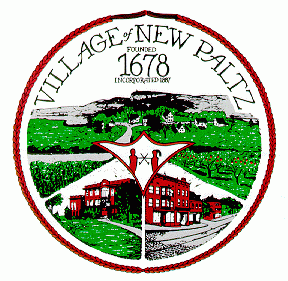 VILLAGE of NEW PALTZ
FOUNDED
1678
INCORPORATED 1887